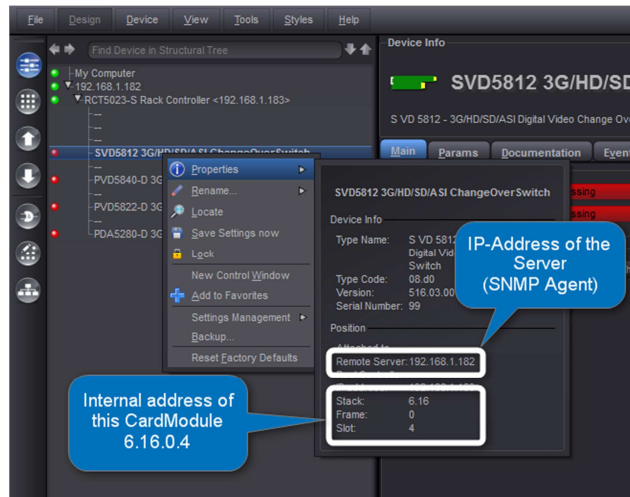 File Design Device View Tools Styles Help
Find Device in Structural Tree
My Computer
192.168.1.182
RCT5023-S Rack Controller <192.168.1.183>
--
--
--
SVD5812 3G/HD/SD/ASI ChangeOverSwitch
PVD5840-D 3G
PVD5822-D 3G
PDA5280-D 3G
Properties
Rename...
Locate
Save Settings now
Lock
New Control Window
Add to Favorites
Settings Management
Backup...
Reset Factory Defaults
Device Info
SVD5812 3G/HD/SD
S VD 5812 - 3G/HD/SD/ASI Digital Video Change Ov
Main Params Documentation Event
ssing
ssing
SVD5812 3G/HD/SD/ASI ChangeOverSwitch
Device Info
Type Name: S VD 5812
Digital Vid
Switch
Type Code: 08.d0
Version: 516.03.00
Serial Number: 99
Position
Attached to
Remote Server: 192.168.1.182
Stack: 6.16
Frame: 0
Slot: 4
IP-Address of the
Server
(SNMP Agent)
Internal address of
this CardModule
6.16.0.4